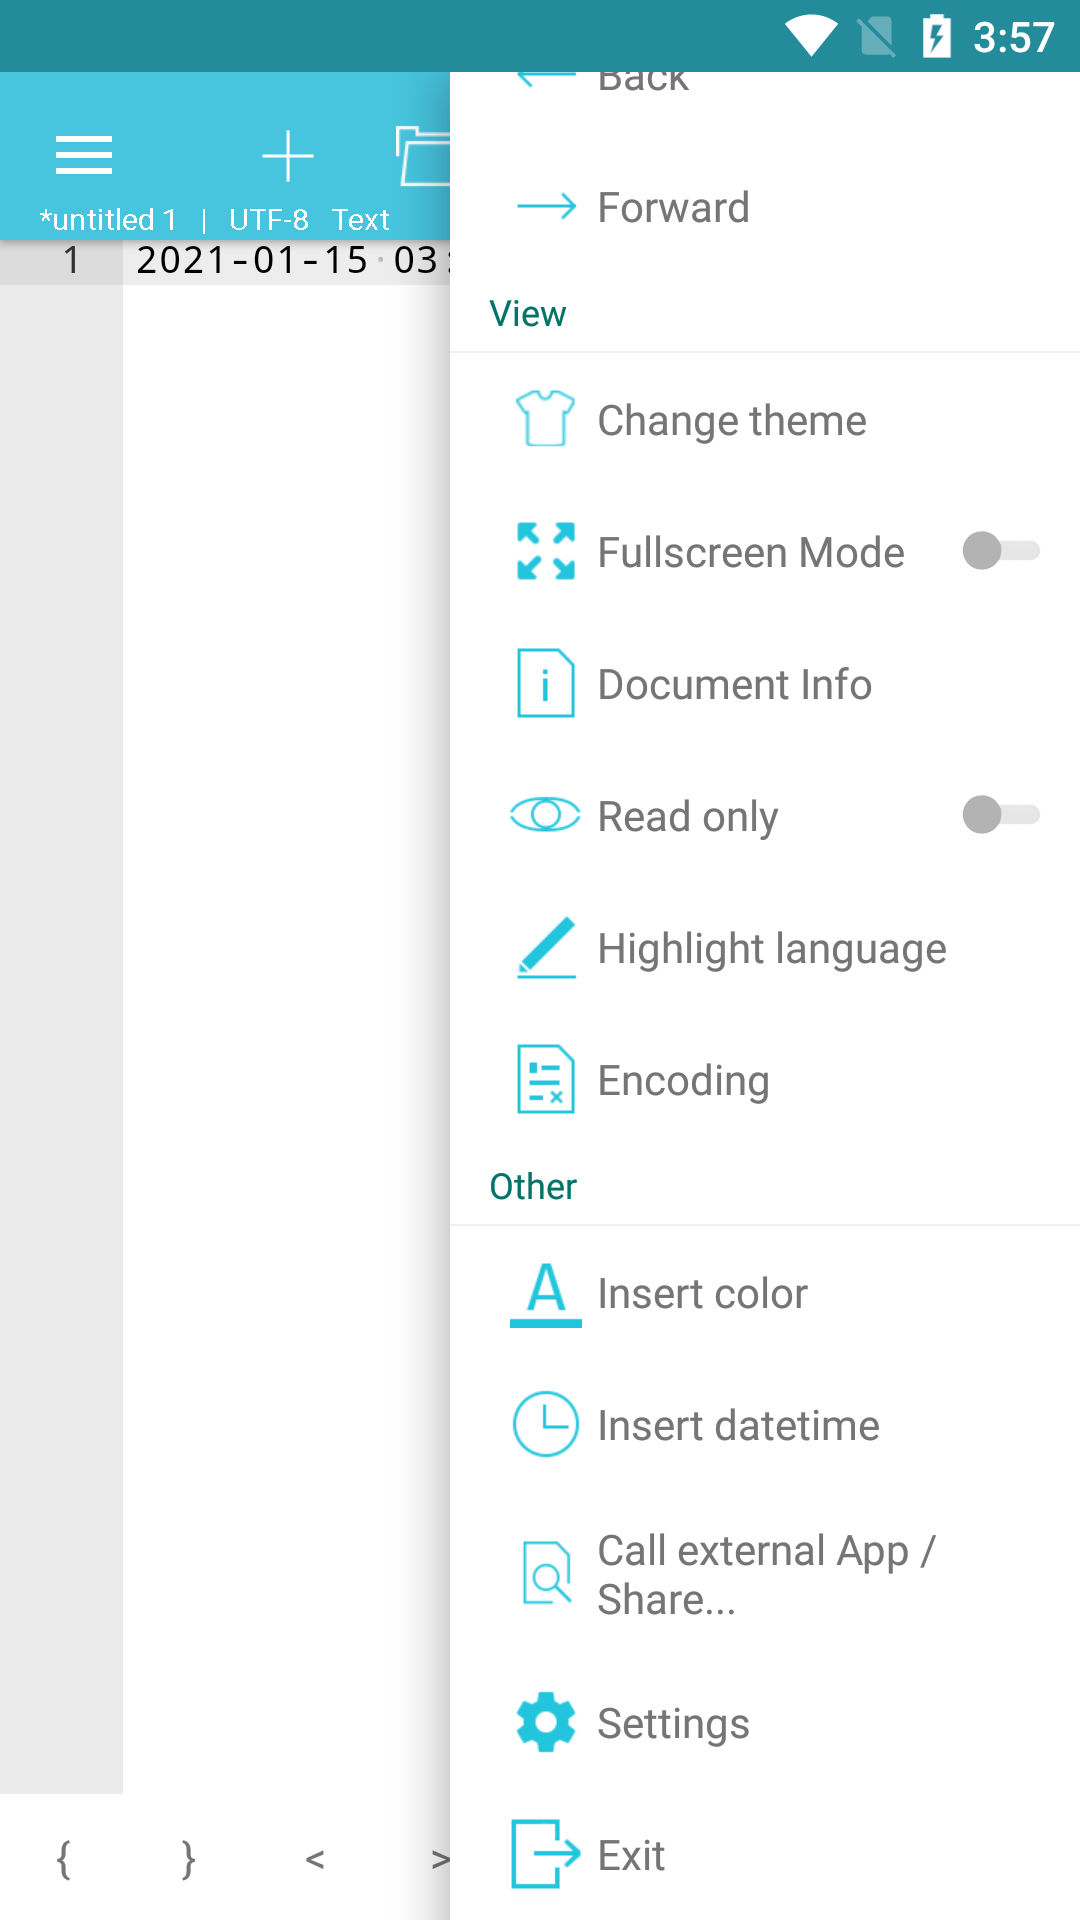 3:57
Back
Forward
*untitled 1 | UTF-8 Text
1 2021-01-15·03:
View
Change theme
Fullscreen Mode
Document Info
Read only
Highlight language
Encoding
Other
A Insert color
Insert datetime
Call external App /
Share...
Settings
Exit
{ } < >